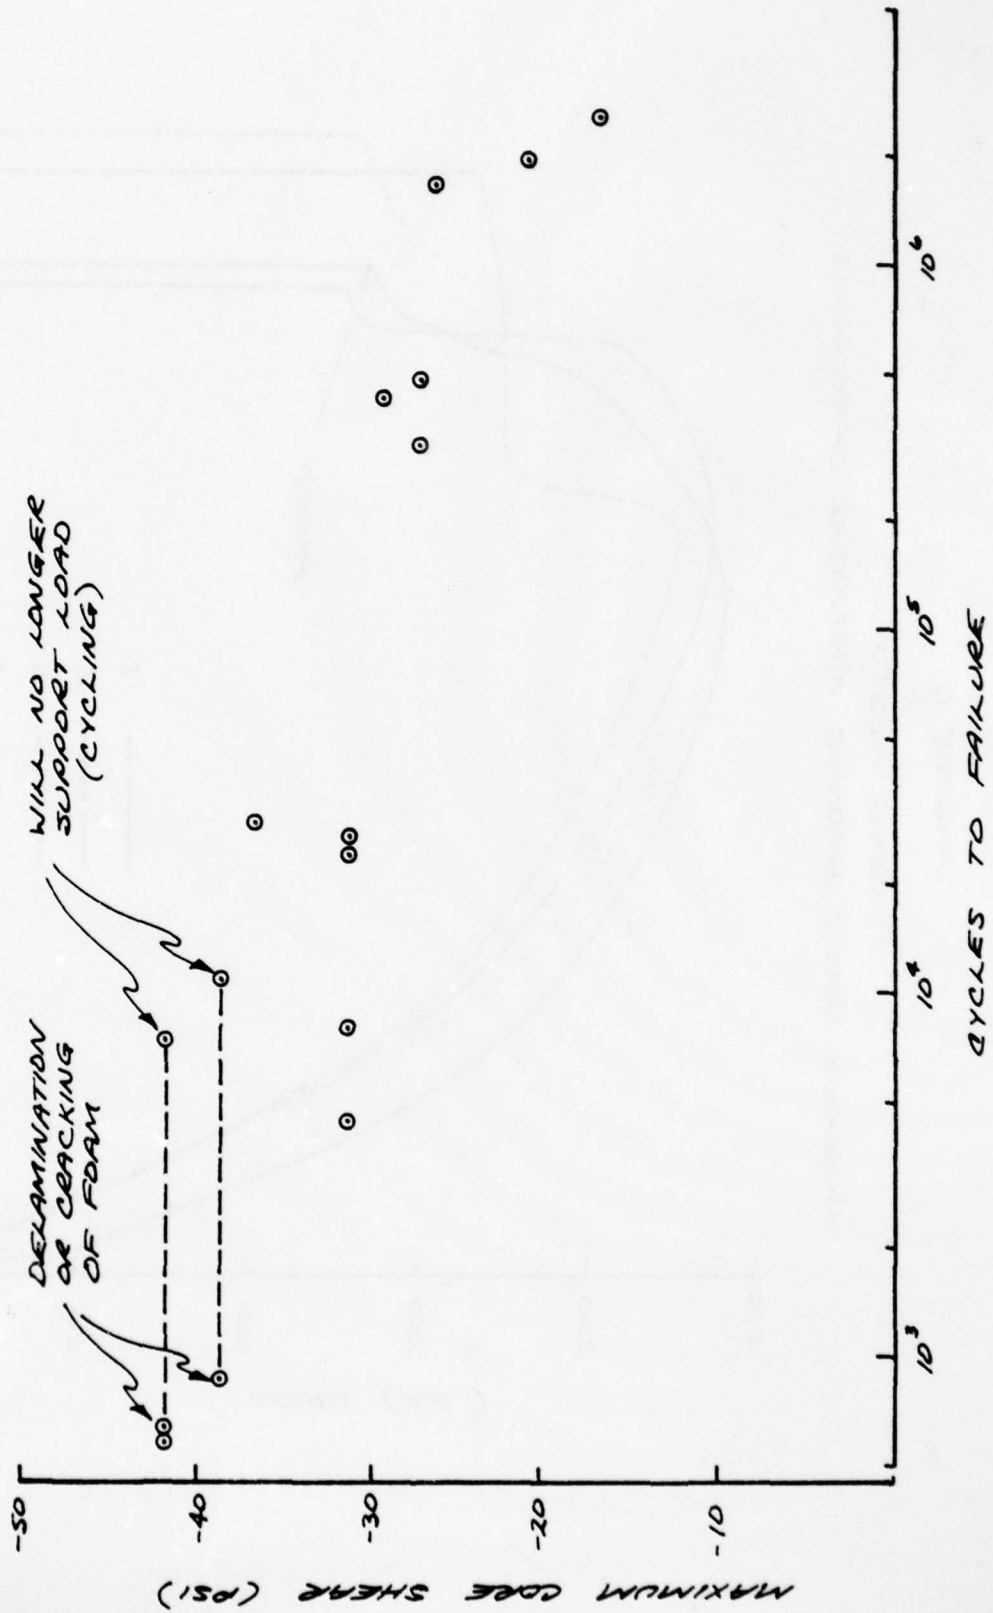 DELAMINATION
OR CRACKING
OF FOAM
WILL NO LONGER
SUPPORT LOAD
(CYCLING)
-50
-40
-30
-20
-10
MAXIMUM CORE SHEAR (PSI)
10³
10⁴
10⁵
10⁶
CYCLES TO FAILURE